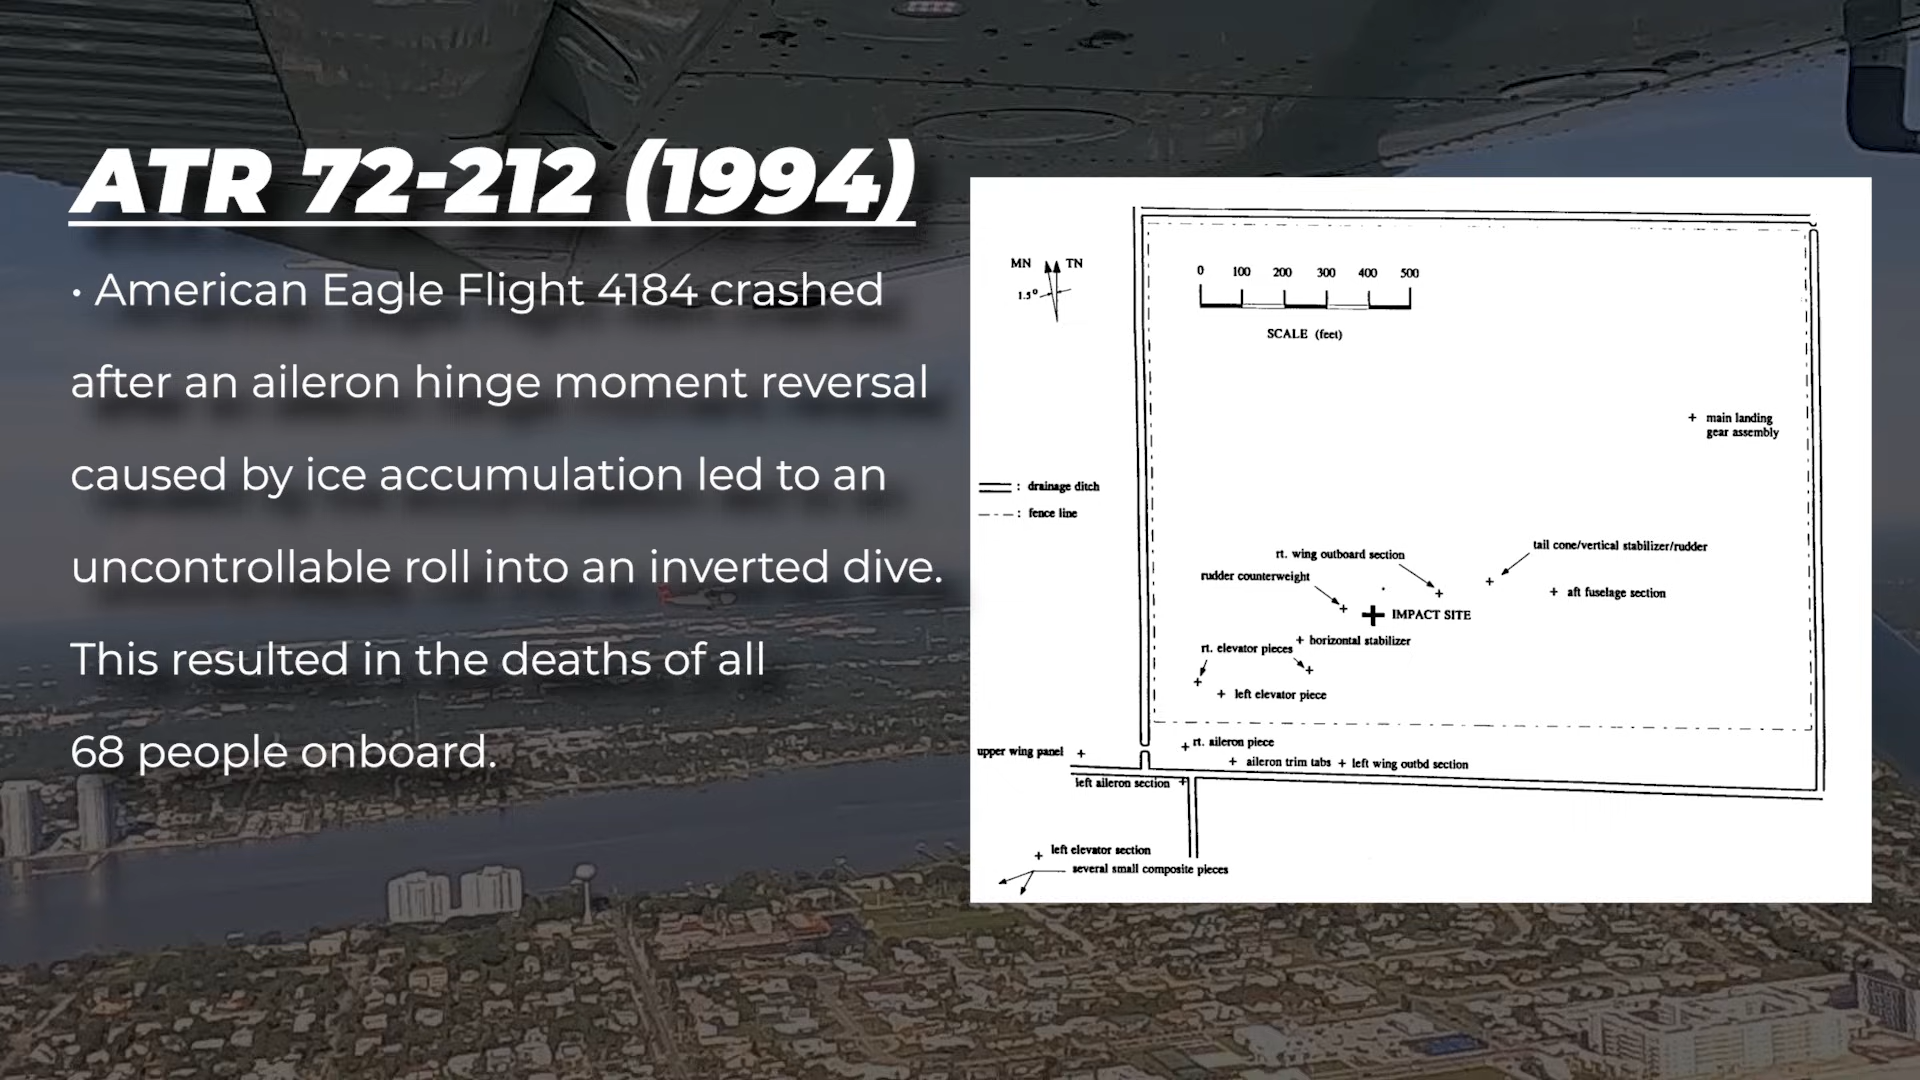 ATR 72-212 (1994)
• American Eagle Flight 4184 crashed
after an aileron hinge moment reversal
caused by ice accumulation led to an
uncontrollable roll into an inverted dive.
This resulted in the deaths of all
68 people onboard.
MN TN
1.5°
0 100 200 300 400 500
SCALE (feet)
main landing
gear assembly
: drainage ditch
: fence line
tail cone/vertical stabilizer/rudder
rt. wing outboard section
rudder counterweight
aft fuselage section
IMPACT SITE
horizontal stabilizer
rt. elevator pieces
left elevator piece
upper wing panel
rt. aileron piece
aileron trim tabs
left wing outbd section
left aileron section
left elevator section
several small composite pieces